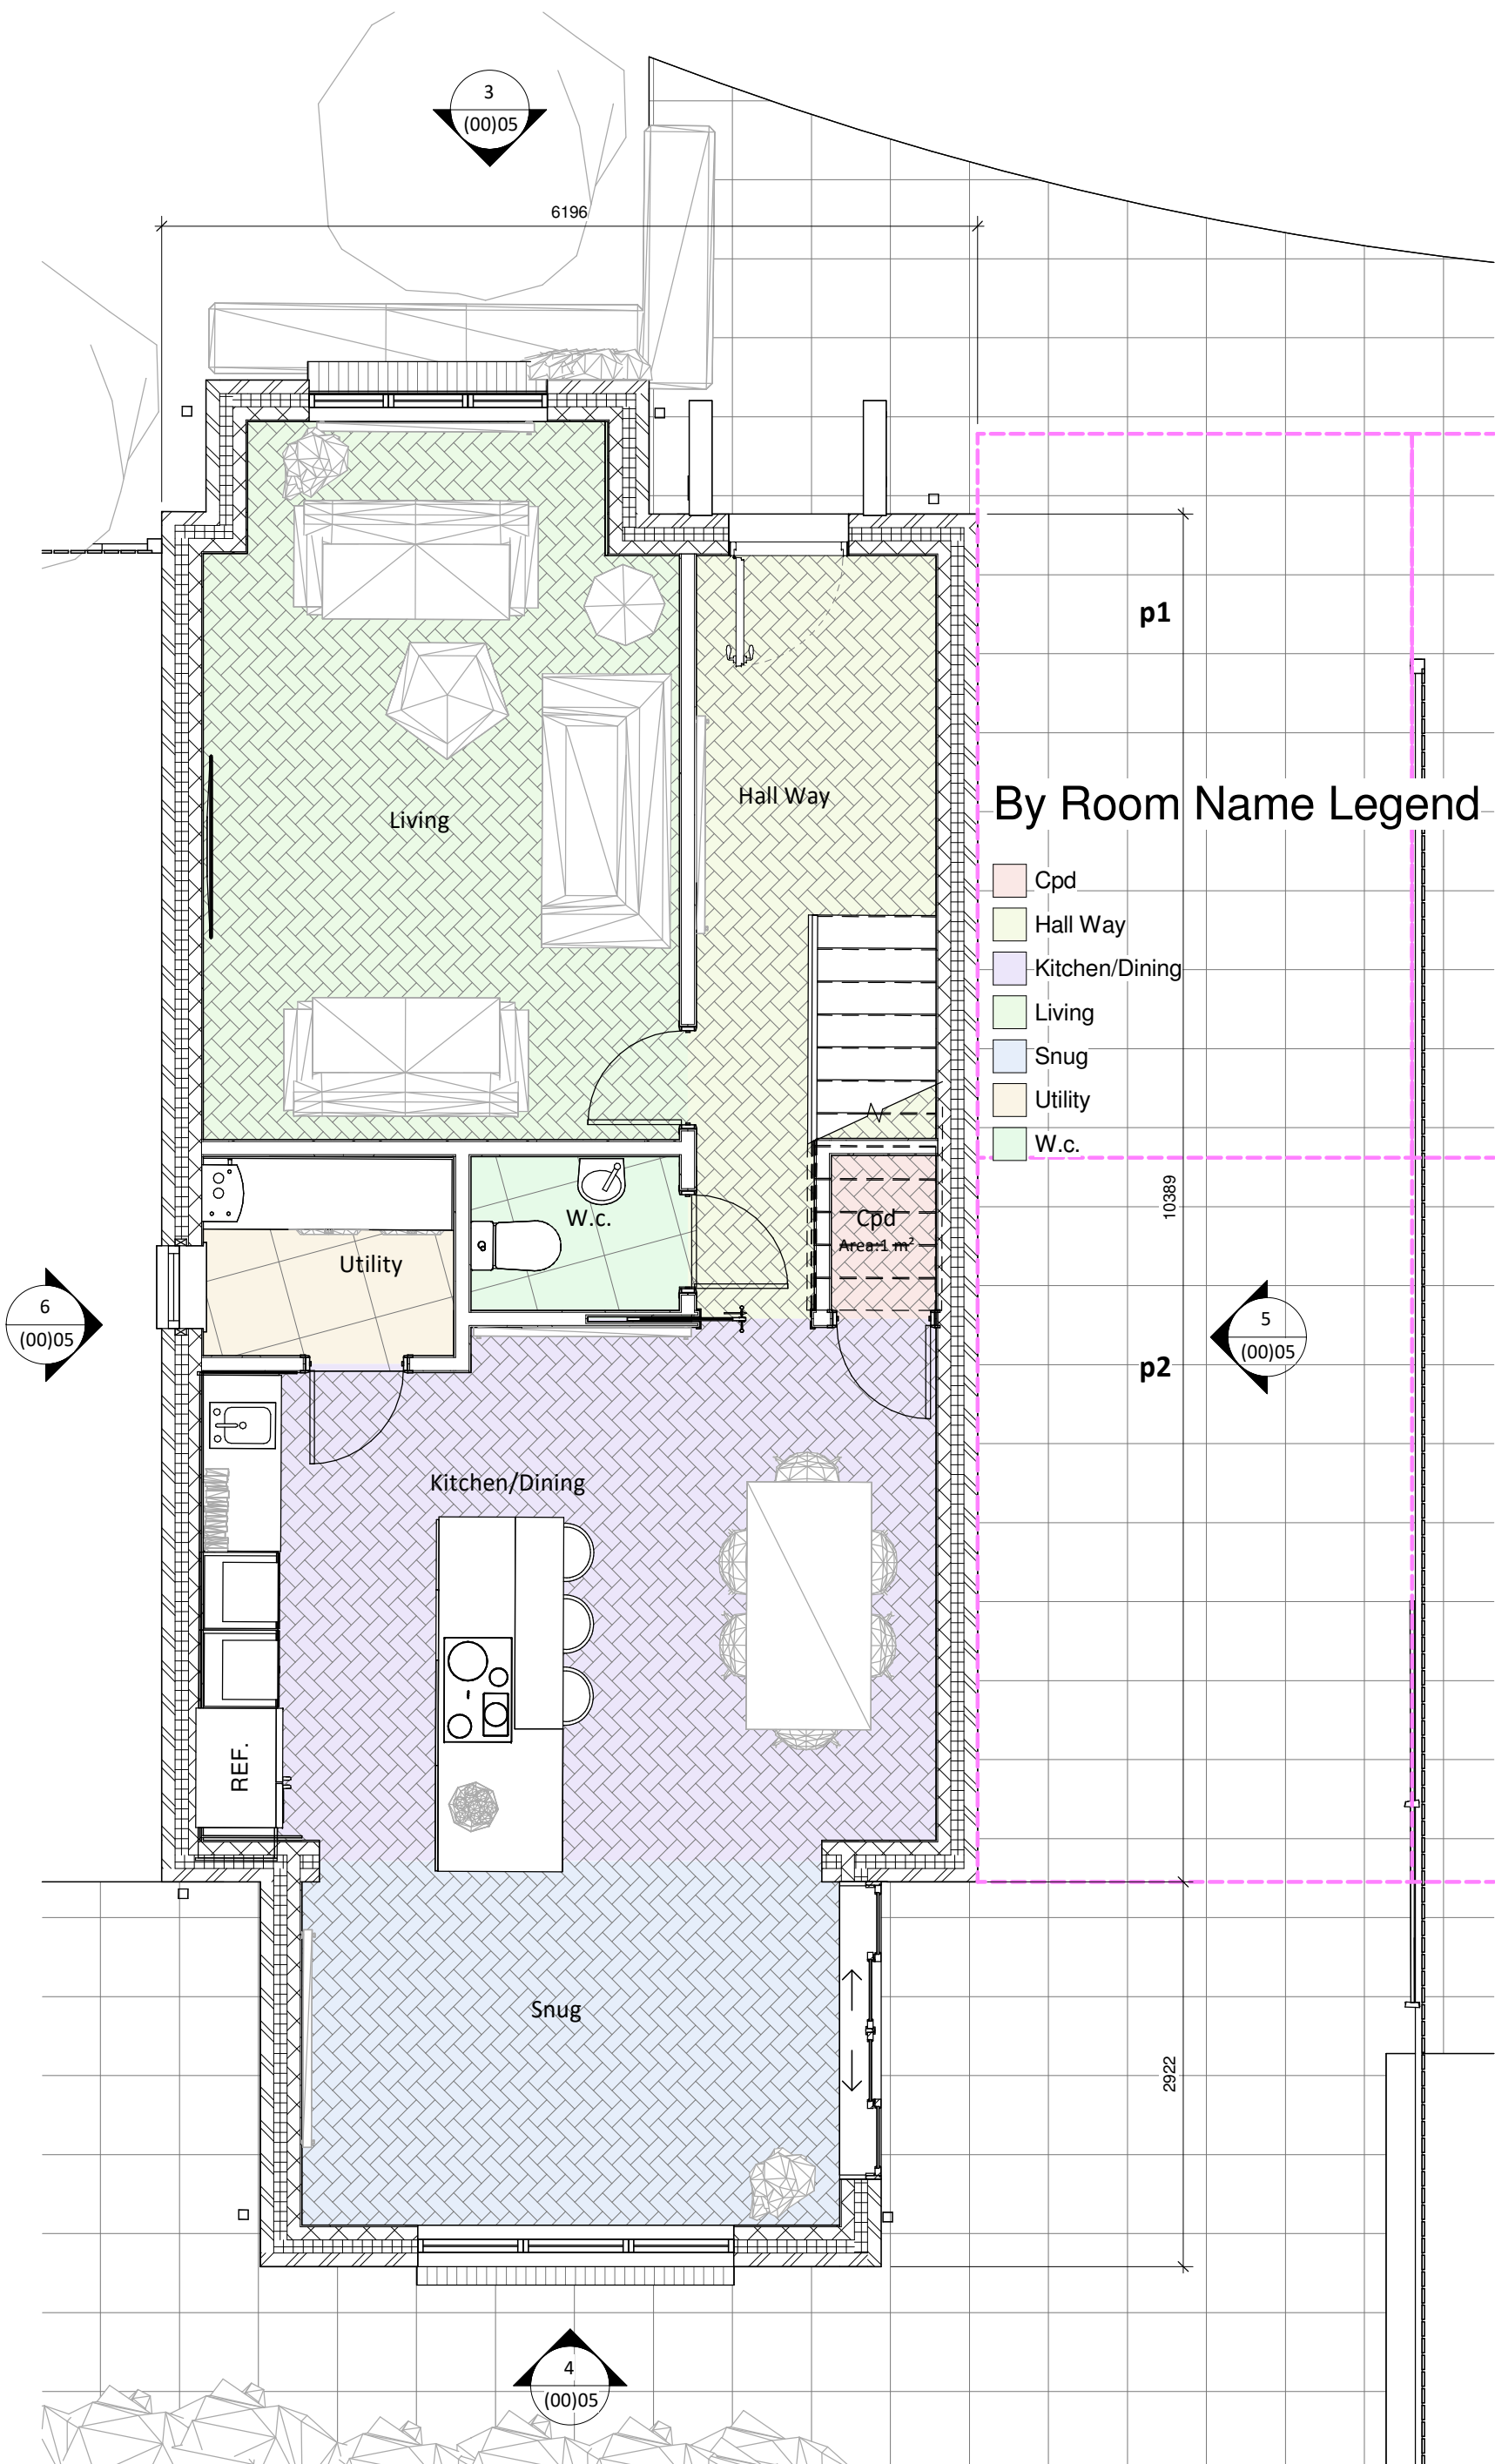 3
(00)05
6196
p1
By Room Name Legend
Hall Way
Living
Cpd
Hall Way
Kitchen/Dining
Living
Snug
Utility
W.c.
10389
W.c.
Cpd
Area:1 m²
Utility
6
(00)05
5
(00)05
p2
Kitchen/Dining
REF.
Snug
2922
4
(00)05